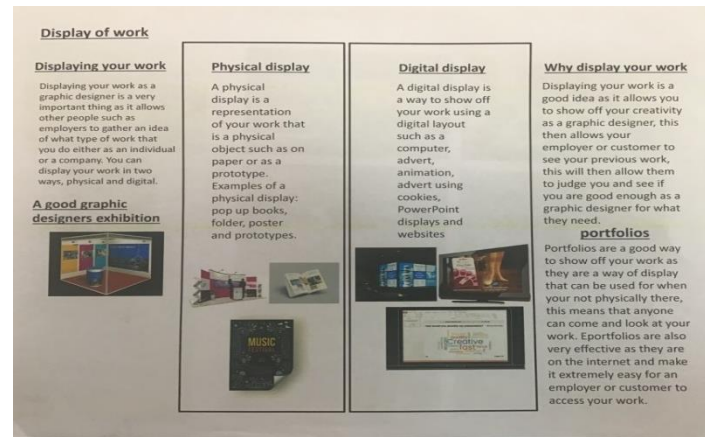 Display of work
Displaying your work
Displaying your work as a
graphic designer is a very
important thing as it allows
other people such as
employers to gather an idea
of what type of work that
you do either as an individual
or a company. You can
display your work in two
ways, physical and digital.
A good graphic
designers exhibition
Physical display
A physical
display is a
representation
of your work that
is a physical
object such as on
paper or as a
prototype.
Examples of a
physical display:
pop up books,
folder, poster
and prototypes.
MUSIC
Digital display
A digital display is
a way to show off
your work using a
digital layout
such as a
computer,
advert,
animation,
advert using
cookies,
PowerPoint
displays and
websites
Creative
fast
Why display your work
Displaying your work is a
good idea as it allows you
to show off your creativity
as a graphic designer, this
then allows your
employer or customer to
see your previous work,
this will then allow them
to judge you and see if
you are good enough as a
graphic designer for what
they need.
portfolios
Portfolios are a good way
to show off your work as
they are a way of display
that can be used for when
your not physically there,
this means that anyone
can come and look at your
work. Eportfolios are also
very effective as they are
on the internet and make
it extremely easy for an
employer or customer to
access your work.